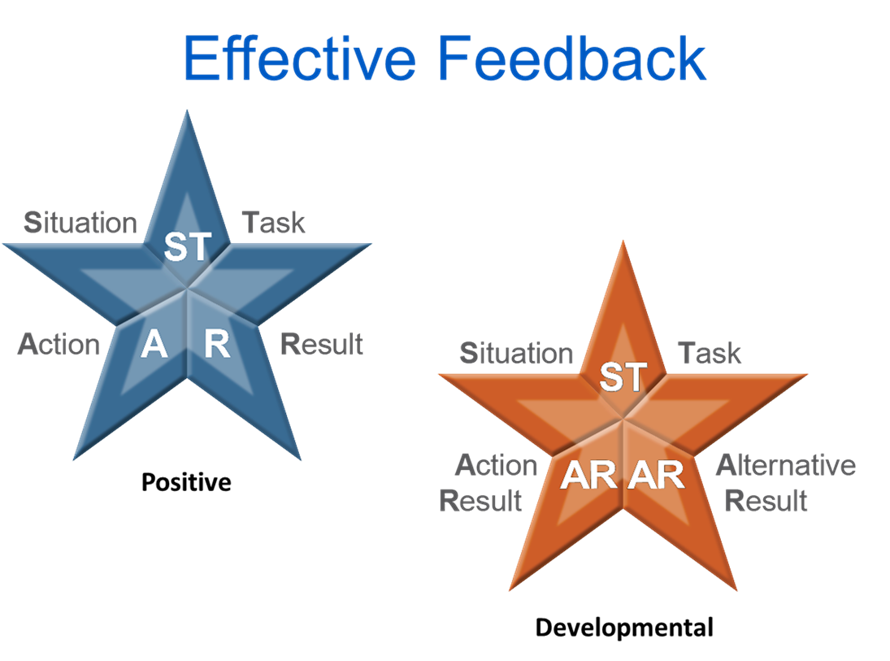 Effective Feedback
Situation Task
ST
Action A R Result
Positive
Situation Task
ST
Action AR AR Alternative
Result Result
Developmental